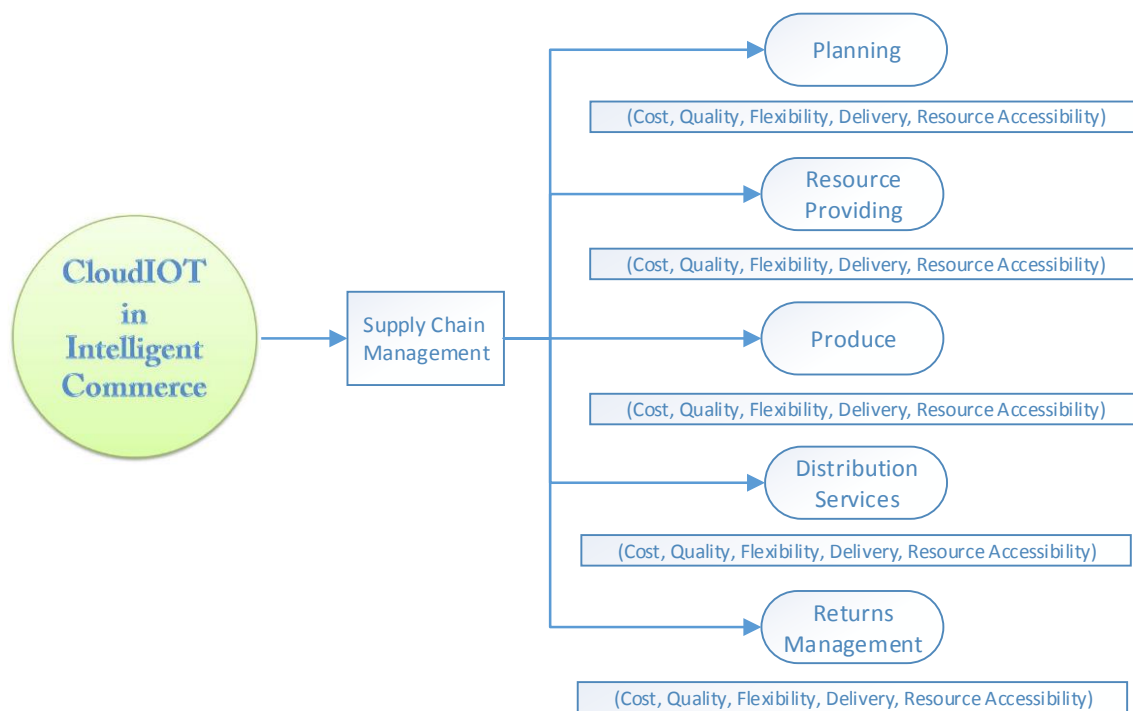 CloudIOT
in
Intelligent
Commerce
Supply Chain
Management
Planning
(Cost, Quality, Flexibility, Delivery, Resource Accessibility)
Resource
Providing
(Cost, Quality, Flexibility, Delivery, Resource Accessibility)
Produce
(Cost, Quality, Flexibility, Delivery, Resource Accessibility)
Distribution
Services
(Cost, Quality, Flexibility, Delivery, Resource Accessibility)
Returns
Management
(Cost, Quality, Flexibility, Delivery, Resource Accessibility)